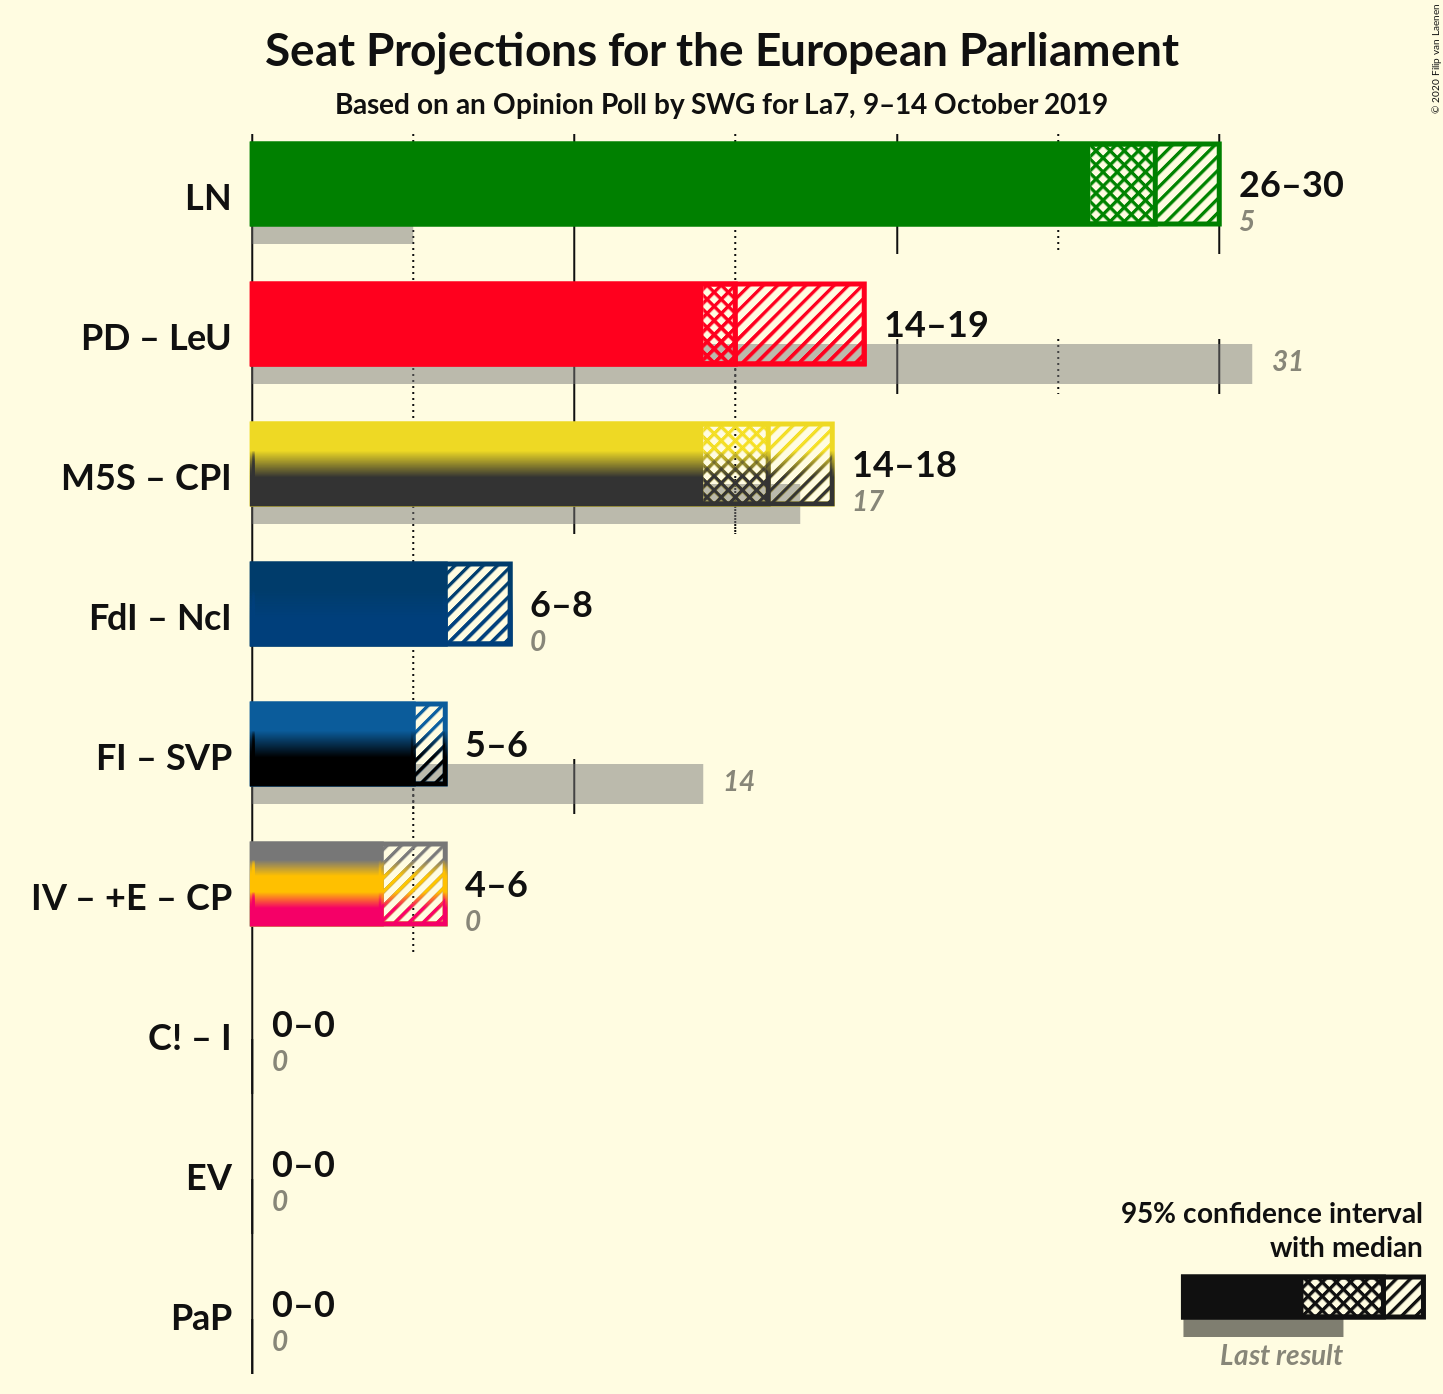 Seat Projections for the European Parliament
Based on an Opinion Poll by SWG for La7, 9–14 October 2019
© 2020 Filip van Laenen
LN
26–30
5
PD – LeU
14–19
31
M5S – CPI
14–18
17
FdI – NcI
6–8
0
FI – SVP
5–6
14
IV – +E – CP
4–6
0
C! – I
0–0
0
EV
0–0
0
PaP
0–0
0
95% confidence interval
with median
Last result